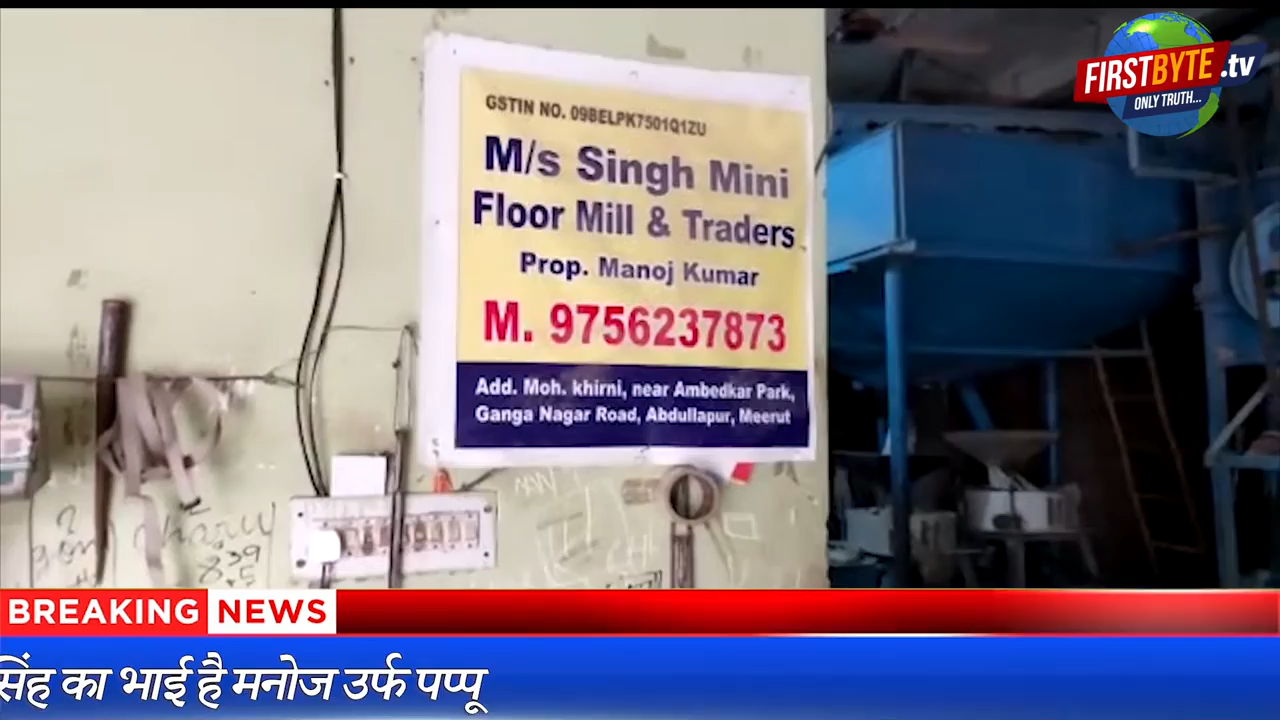 FIRSTBYTE.tv
ONLY TRUTH...
GSTIN NO. 09BELPK7501Q1ZU
M/s Singh Mini
Floor Mill & Traders
Prop. Manoj Kumar
M. 9756237873
Add. Moh. khirni, near Ambedkar Park,
Ganga Nagar Road, Abdullapur, Meerut
BREAKING NEWS
सिंह का भाई है मनोज उर्फ पप्पू